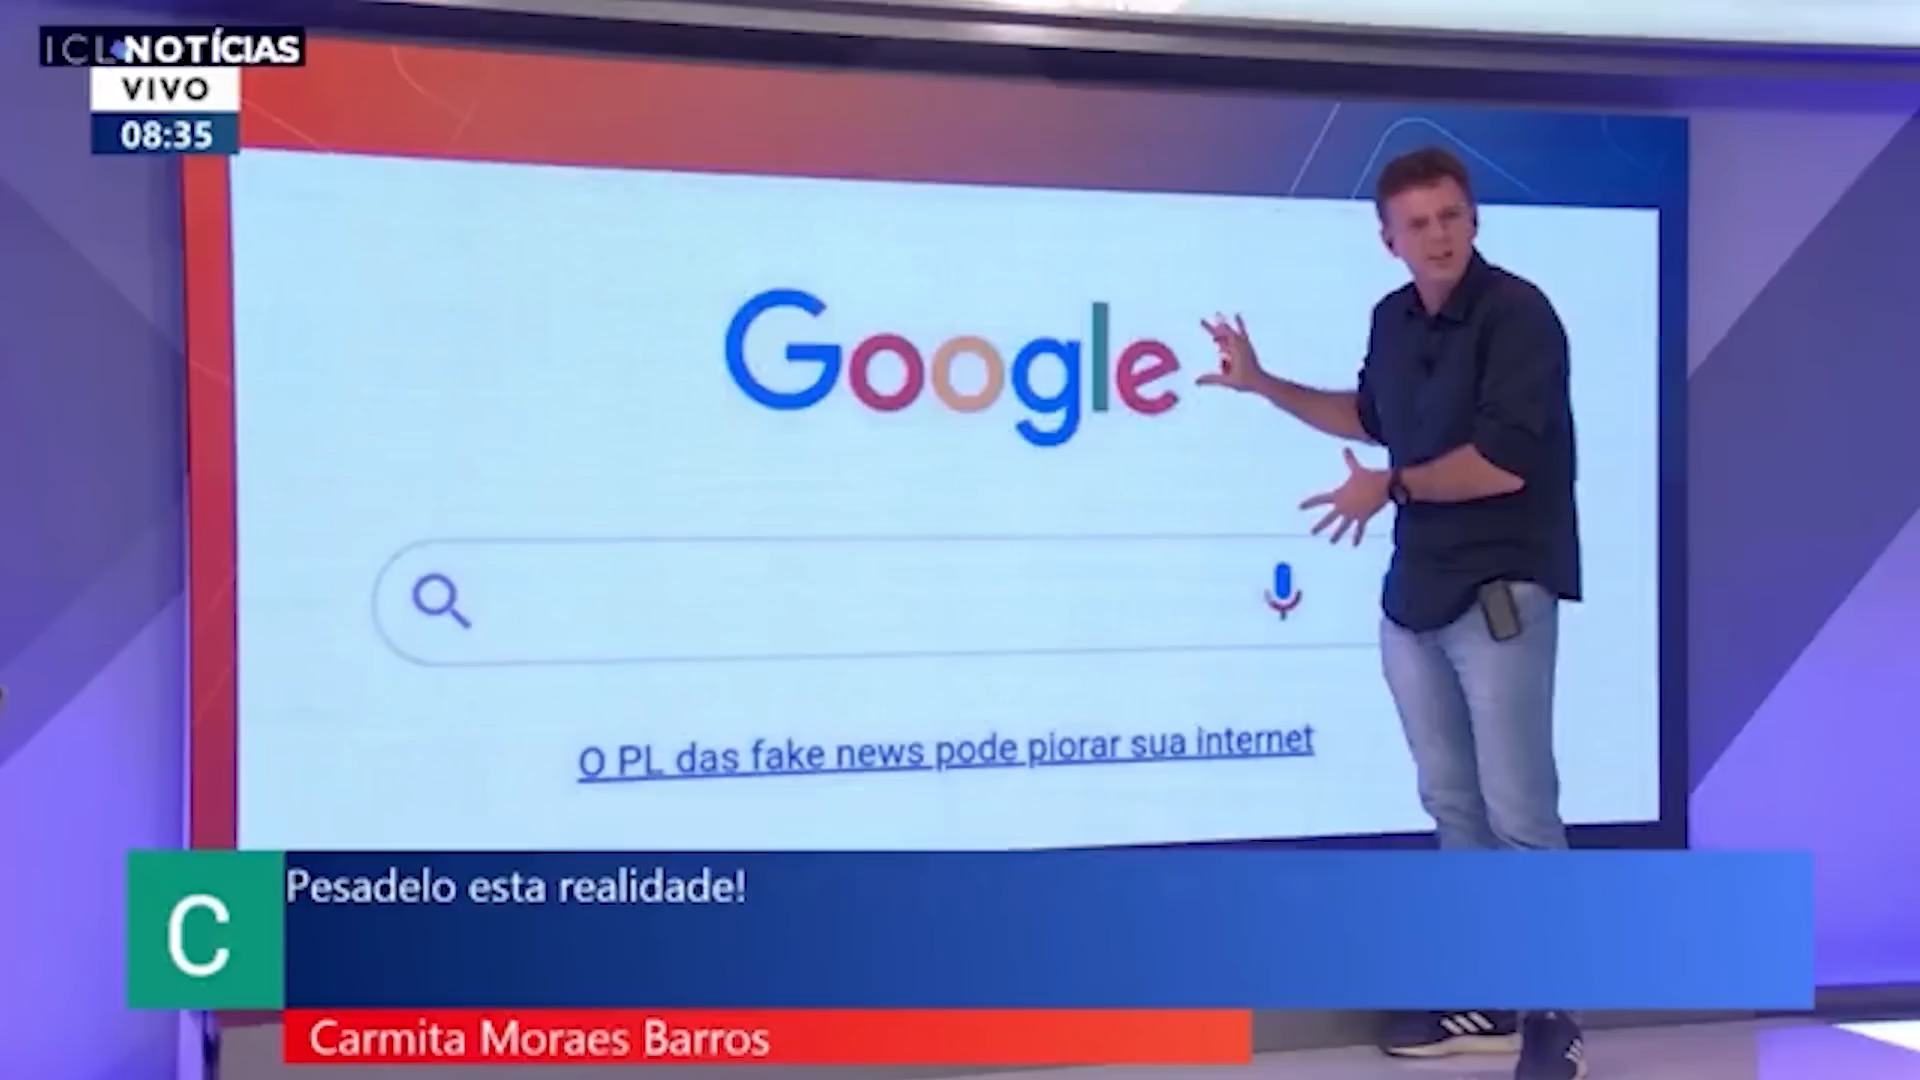 ICL NOTÍCIAS
VIVO
08:35
Google
O PL das fake news pode piorar sua internet
C
Pesadelo esta realidade!
Carmita Moraes Barros